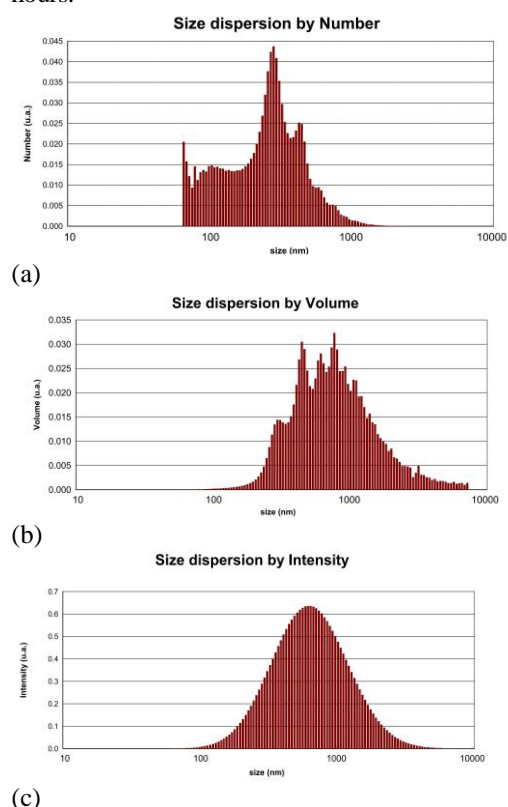 hours.
Size dispersion by Number
0.045
0.040
0.035
0.030
0.025
0.020
0.015
0.010
0.005
0.000
Number (u.a.)
10 100 1000 10000
size (nm)
(a)
Size dispersion by Volume
0.035
0.030
0.025
0.020
0.015
0.010
0.005
0.000
Volume (u.a.)
10 100 1000 10000
size (nm)
(b)
Size dispersion by Intensity
0.7
0.6
0.5
0.4
0.3
0.2
0.1
0.0
Intensity (u.a.)
10 100 1000 10000
size (nm)
(c)